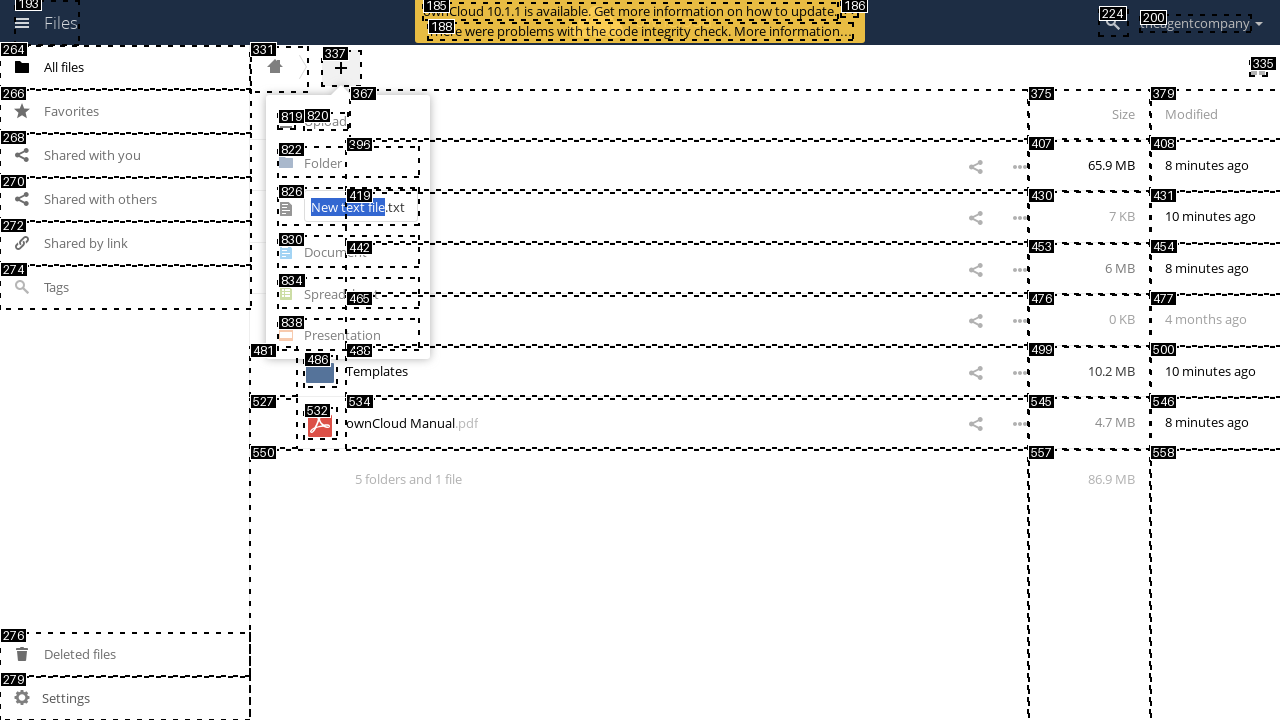 193
Files
185
ownCloud 10.1.1 is available. Get more information on how to update.
186
188
There were problems with the code integrity check. More information...
224
200
theagentcompany
264
All files
266
Favorites
268
Shared with you
270
Shared with others
272
Shared by link
274
Tags
276
Deleted files
279
Settings
331
337
335
367
375
Size
379
Modified
819
820
Upload
822
Folder
826
New text file.txt
830
Document
834
838
Presentation
396
407
65.9 MB
408
8 minutes ago
419
430
7 KB
431
10 minutes ago
442
453
6 MB
454
8 minutes ago
465
476
0 KB
477
4 months ago
481
486
Templates
499
10.2 MB
500
10 minutes ago
527
532
534
ownCloud Manual.pdf
545
4.7 MB
546
8 minutes ago
550
5 folders and 1 file
557
86.9 MB
558